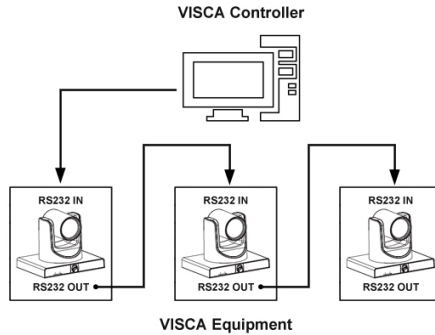 VISCA Controller
RS232 IN
RS232 IN
RS232 IN
RS232 OUT
RS232 OUT
RS232 OUT
VISCA Equipment